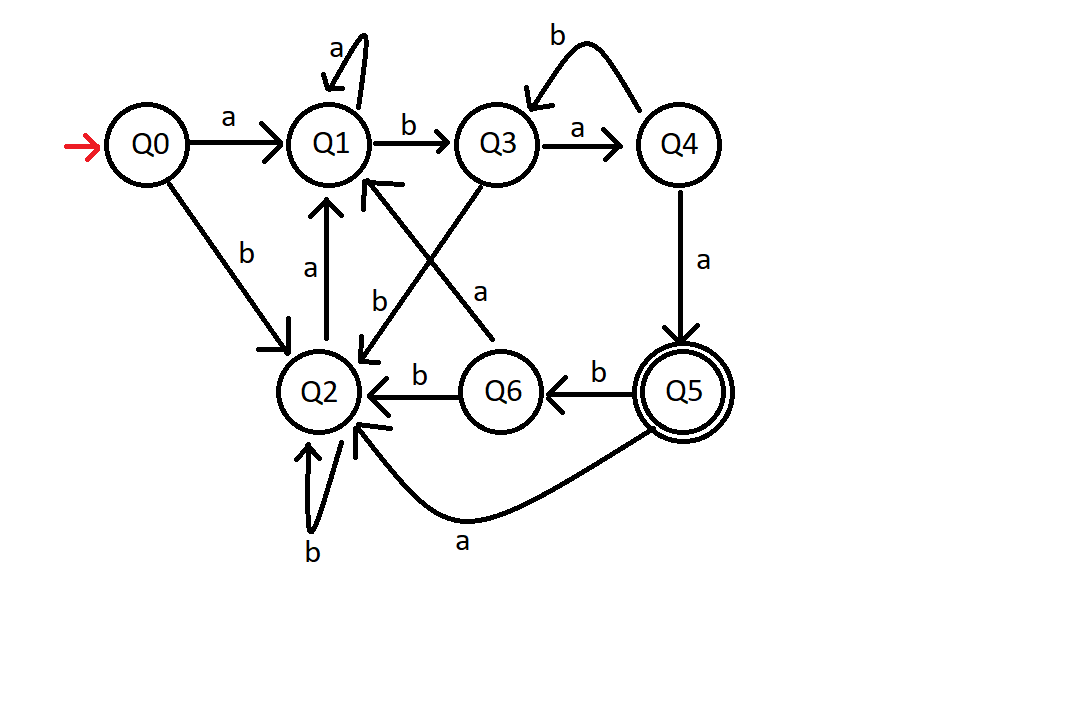 b
a
a b a
Q0 Q1 Q3 Q4
b a b a a
Q2 b Q6 b Q5
b a